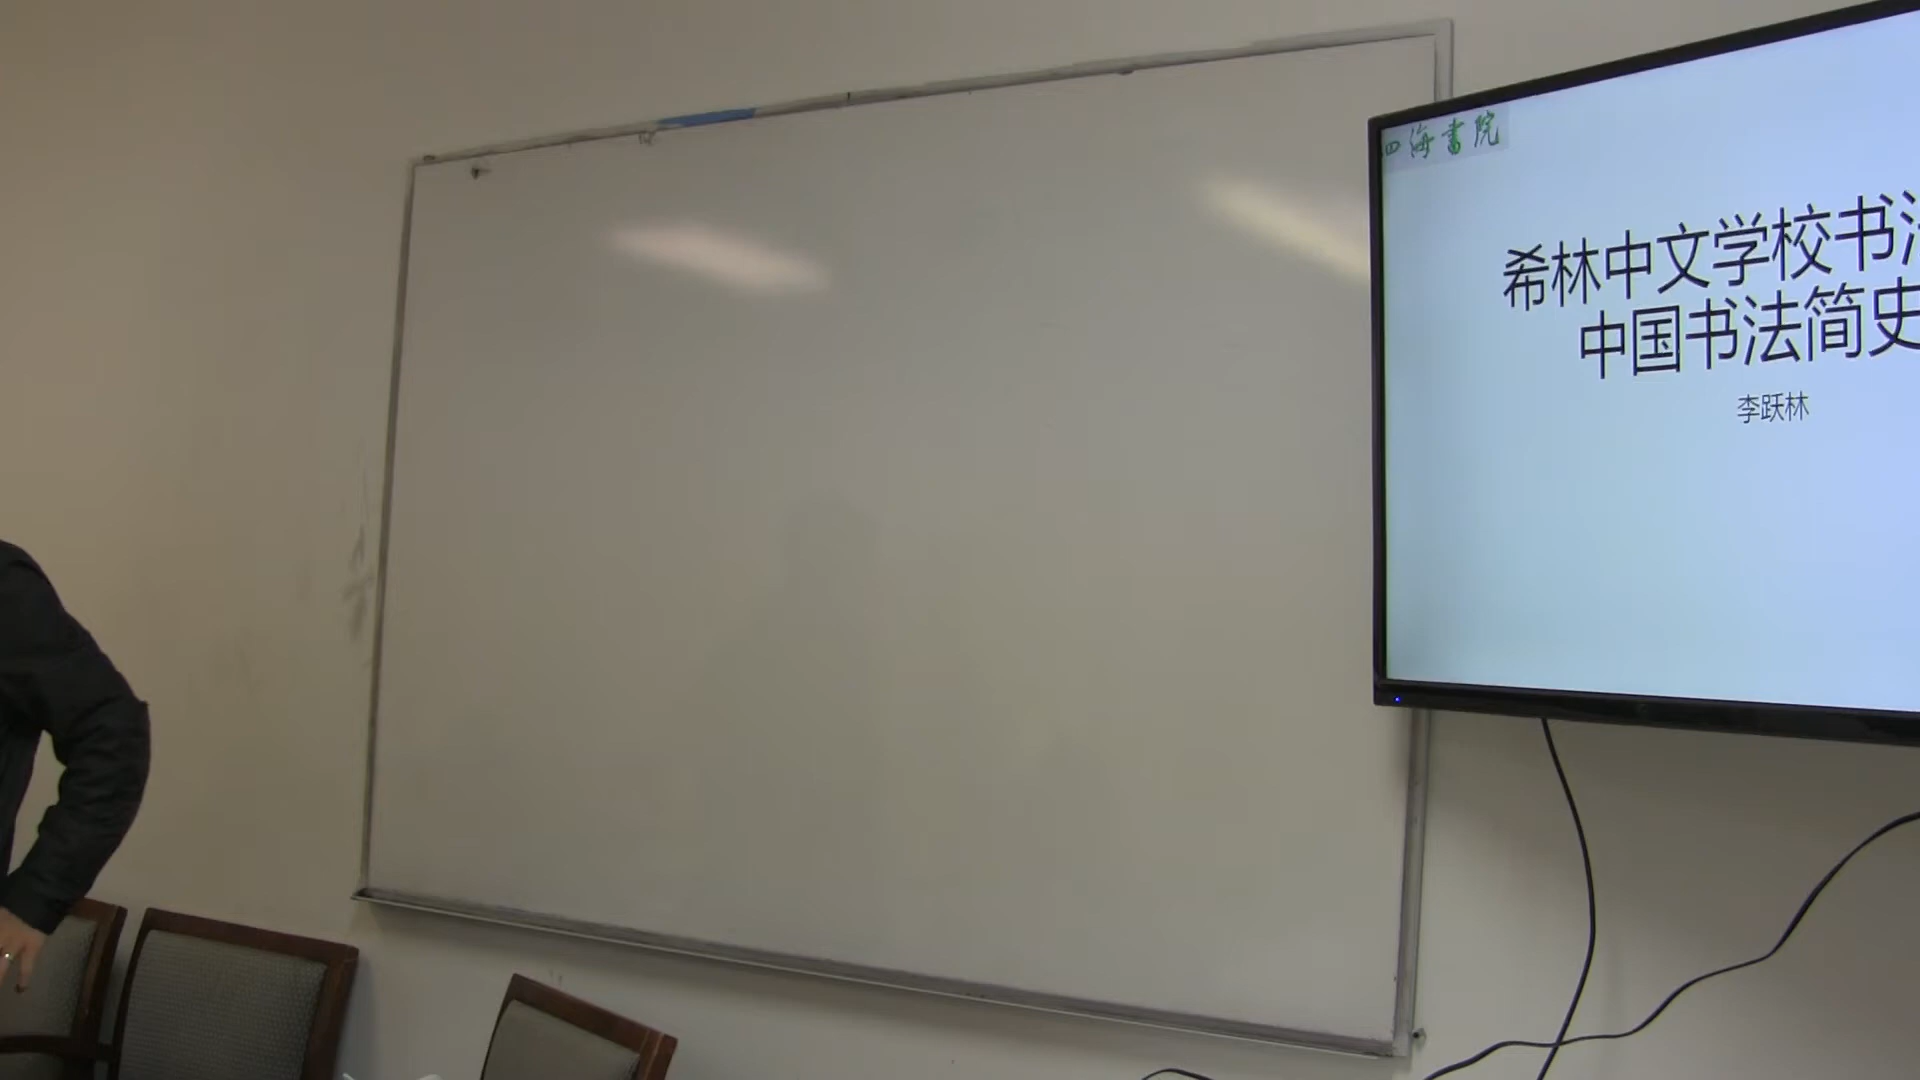 四海書院
希林中文学校书法
中国书法简史
李跃林